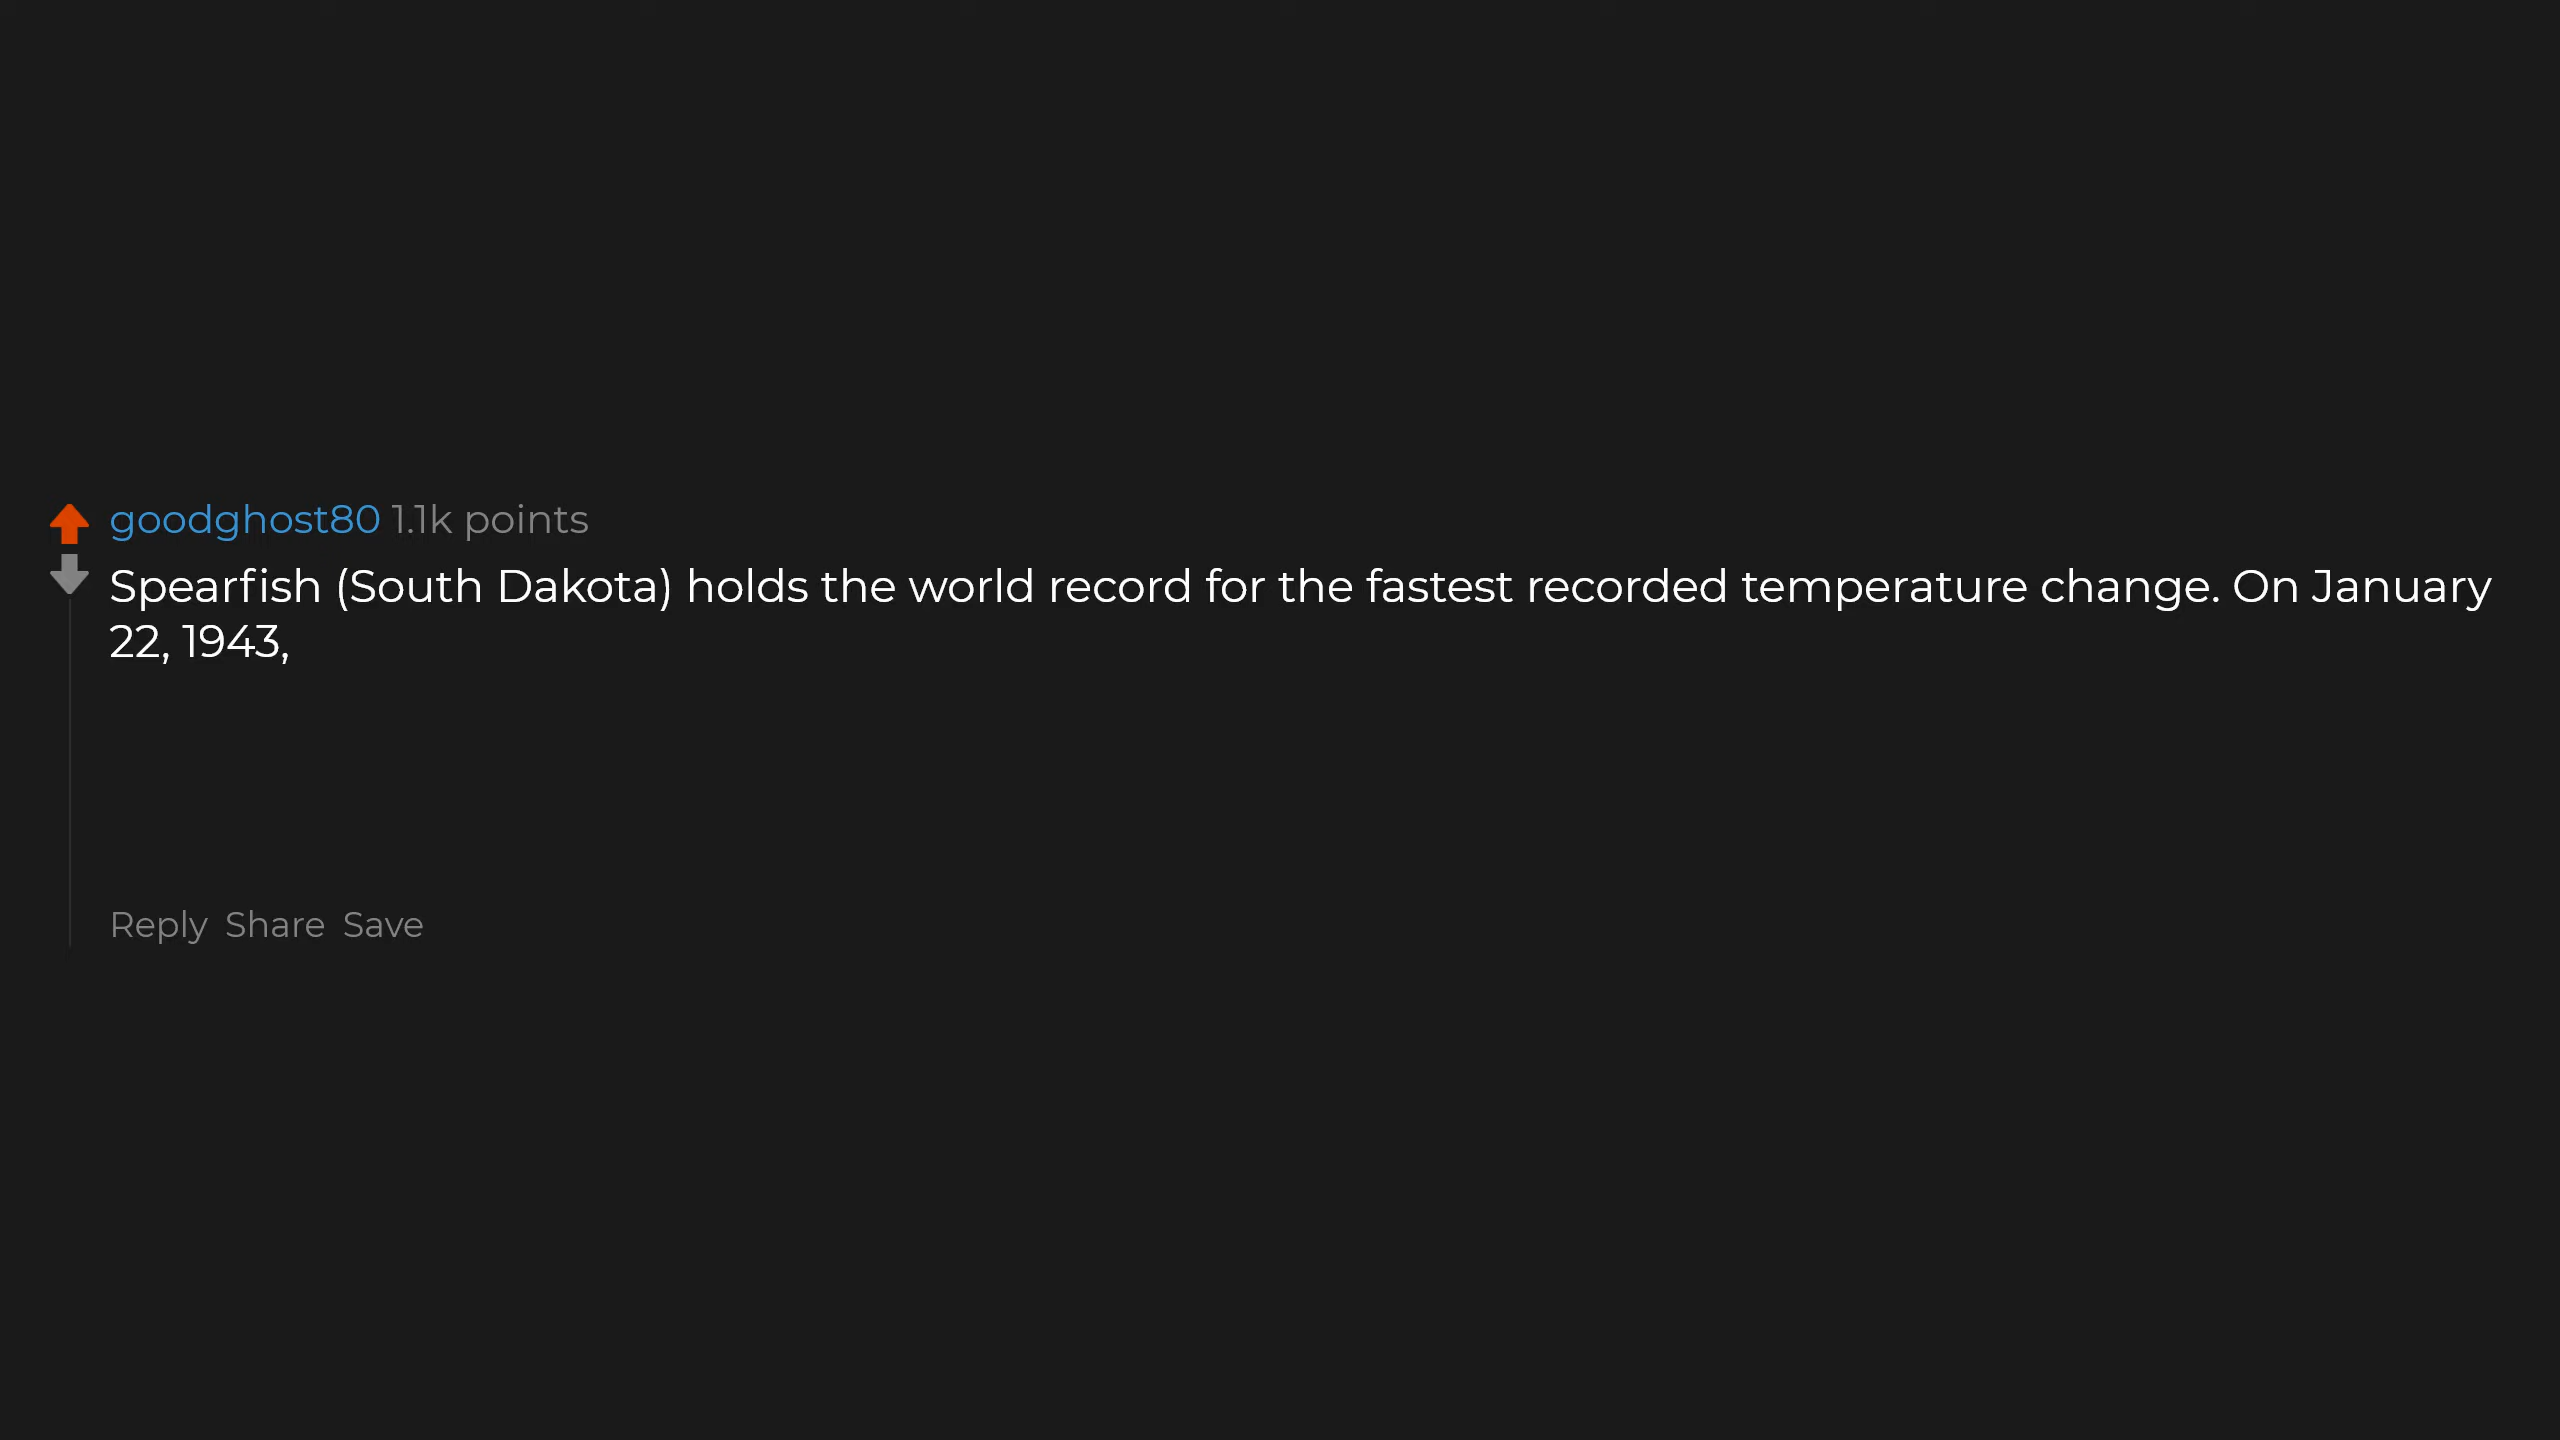 goodghost80 1.1k points
Spearfish (South Dakota) holds the world record for the fastest recorded temperature change. On January
22, 1943,
Reply Share Save